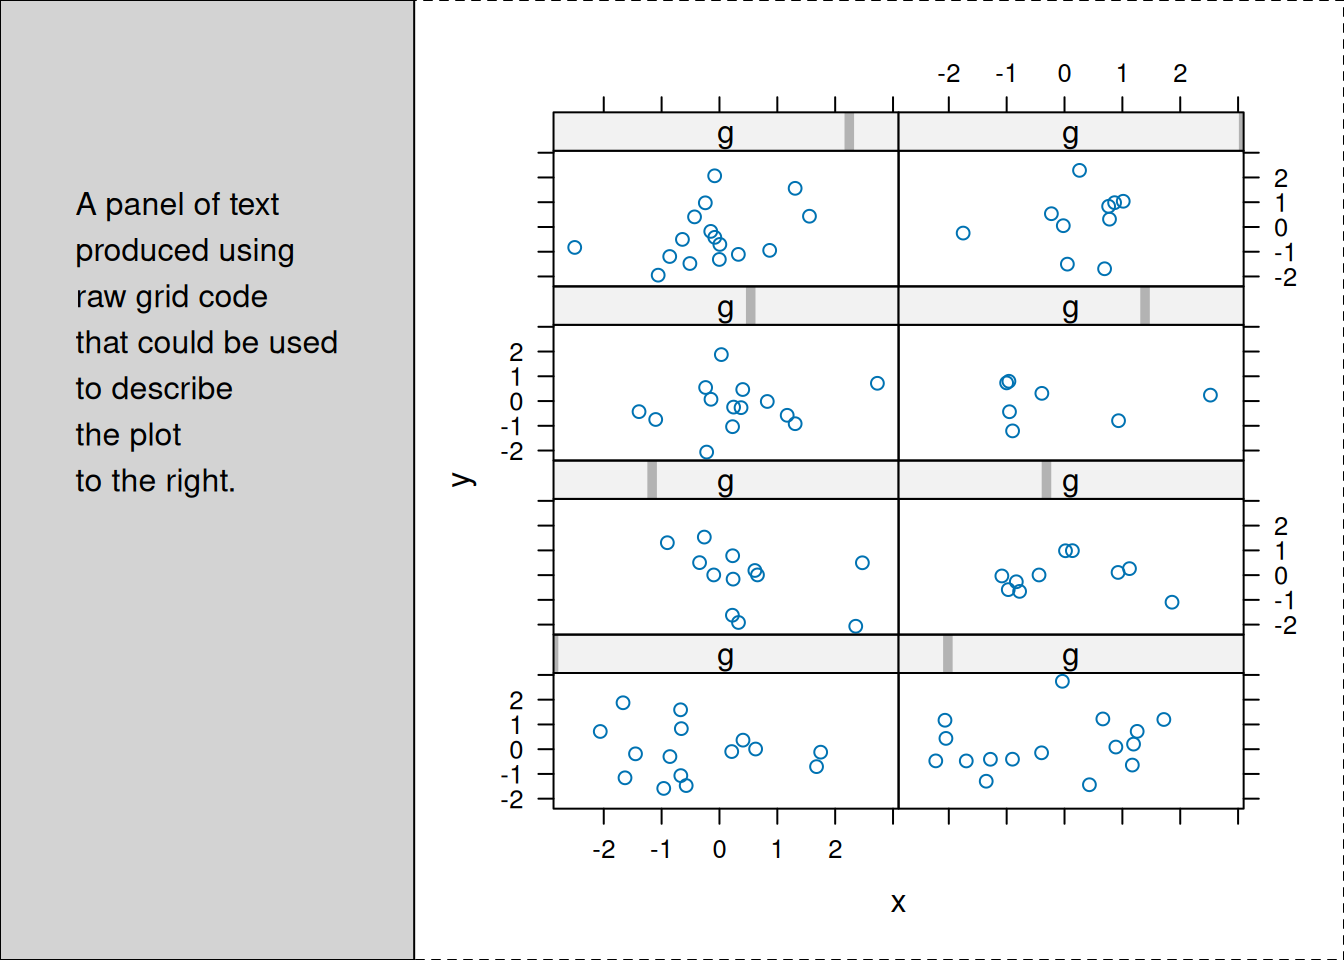 A panel of text
produced using
raw grid code
that could be used
to describe
the plot
to the right.
-2 -1 0 1 2
g g
2
1
0
-1
-2
g g
2
1
0
-1
-2
g g
2
1
0
-1
-2
g g
2
1
0
-1
-2
y
-2 -1 0 1 2
x